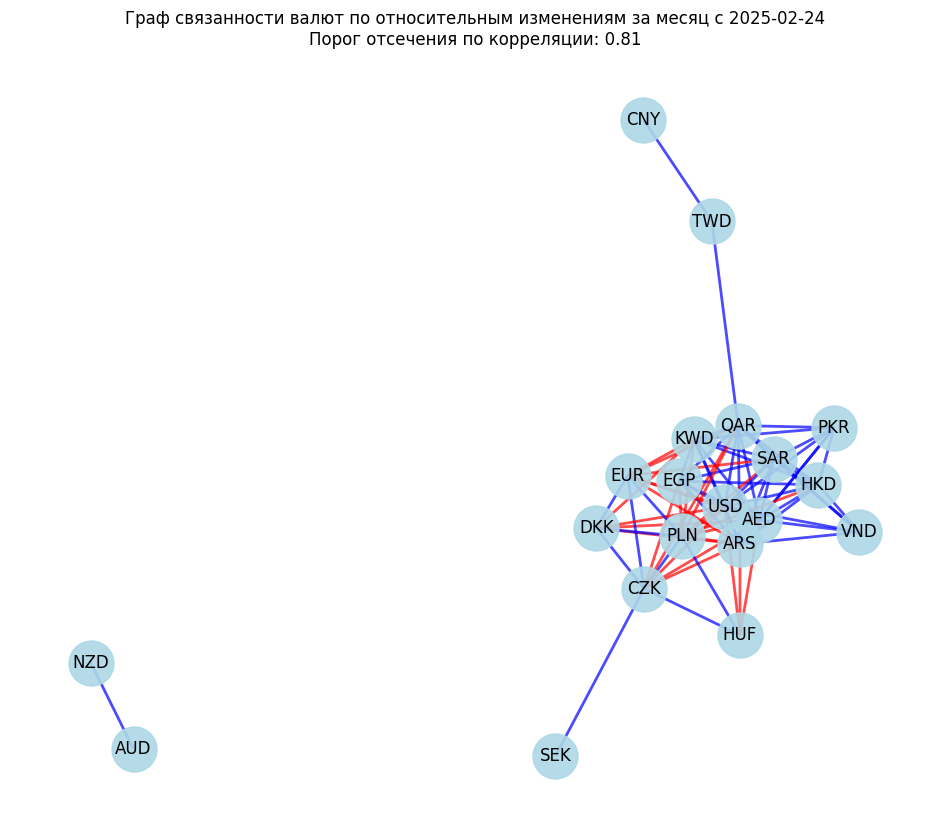 Граф связанности валют по относительным изменениям за месяц с 2025-02-24
Порог отсечения по корреляции: 0.81
CNY
TWD
QAR
PKR
KWD
SAR
EUR
EGP
HKD
USD
AED
DKK
VND
PLN
ARS
CZK
HUF
NZD
AUD
SEK